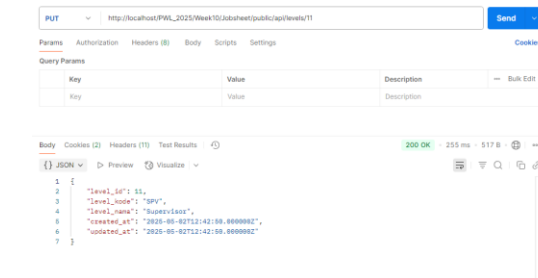 PUT http://localhost/PWL_2025/Week10/Jobsheet/public/api/levels/11 Send
Params Authorization Headers (8) Body Scripts Settings Cookies
Query Params
Key Value Description Bulk Edit
Key Value Description
Body Cookies (2) Headers (11) Test Results 200 OK 255 ms 517 B
{} JSON Preview Visualize
1 {
2 "level_id": 11,
3 "level_kode": "SPV",
4 "level_nama": "Supervisor",
5 "created_at": "2025-05-02T12:42:50.000000Z",
6 "updated_at": "2025-05-02T12:42:50.000000Z"
7 }